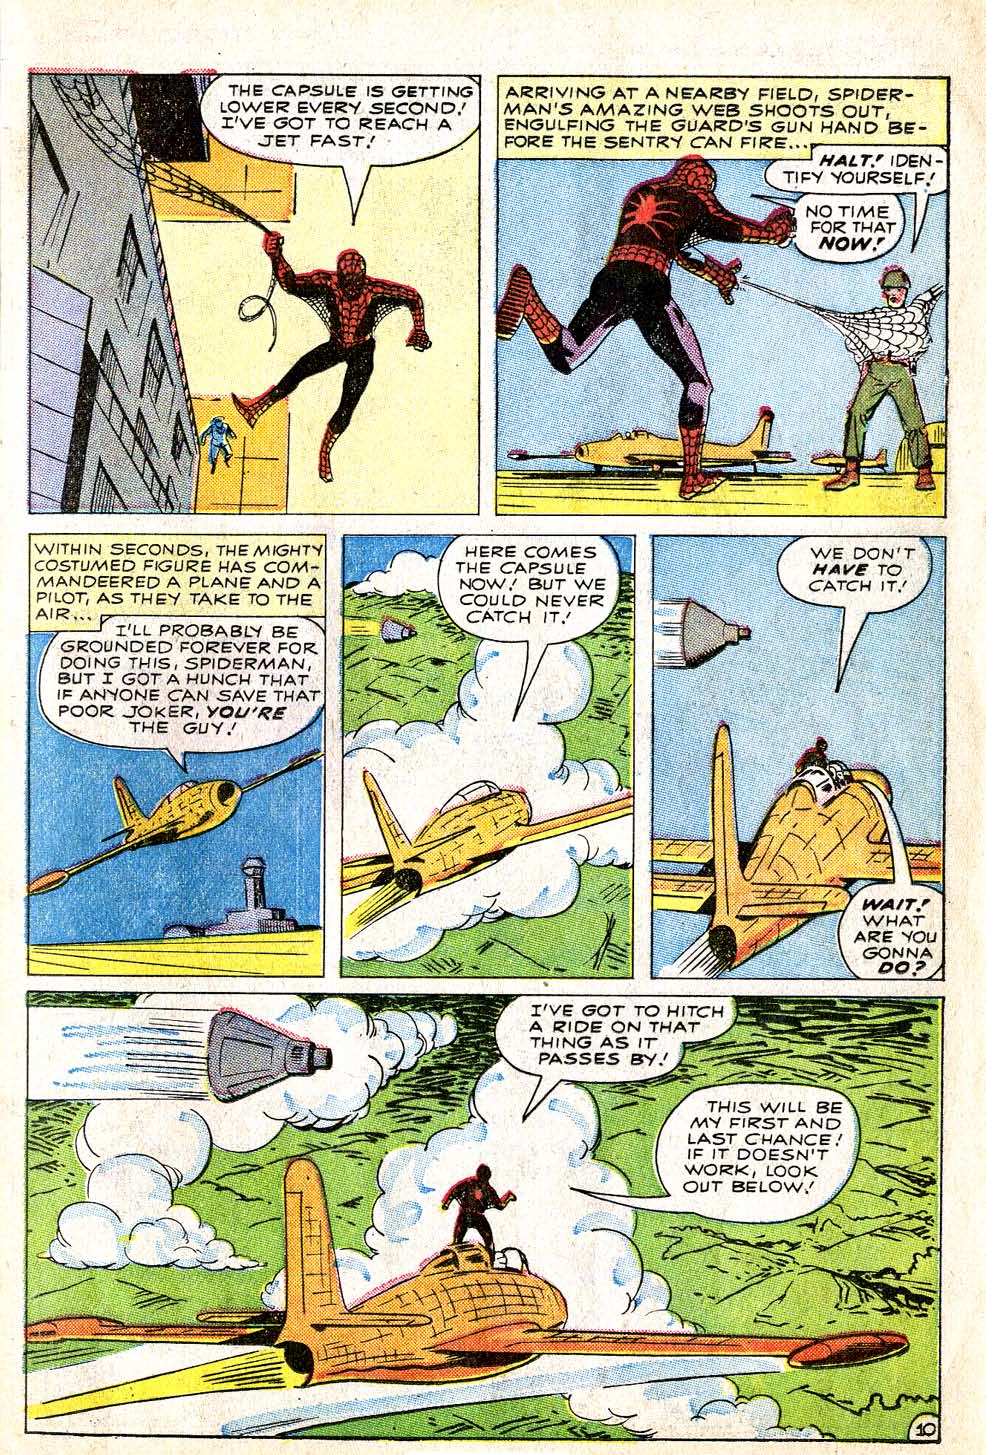 THE CAPSULE IS GETTING
LOWER EVERY SECOND!
I'VE GOT TO REACH A
JET FAST!
ARRIVING AT A NEARBY FIELD, SPIDER-
MAN'S AMAZING WEB SHOOTS OUT,
ENGULFING THE GUARD'S GUN HAND BE-
FORE THE SENTRY CAN FIRE...
HALT! IDEN-
TIFY YOURSELF!
NO TIME
FOR THAT
NOW!
WITHIN SECONDS, THE MIGHTY
COSTUMED FIGURE HAS COM-
MANDEERED A PLANE AND A
PILOT, AS THEY TAKE TO THE
AIR...
I'LL PROBABLY BE
GROUNDED FOREVER FOR
DOING THIS, SPIDERMAN,
BUT I GOT A HUNCH THAT
IF ANYONE CAN SAVE THAT
POOR JOKER, YOU'RE
THE GUY!
HERE COMES
THE CAPSULE
NOW! BUT WE
COULD NEVER
CATCH IT!
WE DON'T
HAVE TO
CATCH IT!
WAIT!
WHAT
ARE YOU
GONNA
DO?
I'VE GOT TO HITCH
A RIDE ON THAT
THING AS IT
PASSES BY!
THIS WILL BE
MY FIRST AND
LAST CHANCE!
IF IT DOESN'T
WORK, LOOK
OUT BELOW!
10